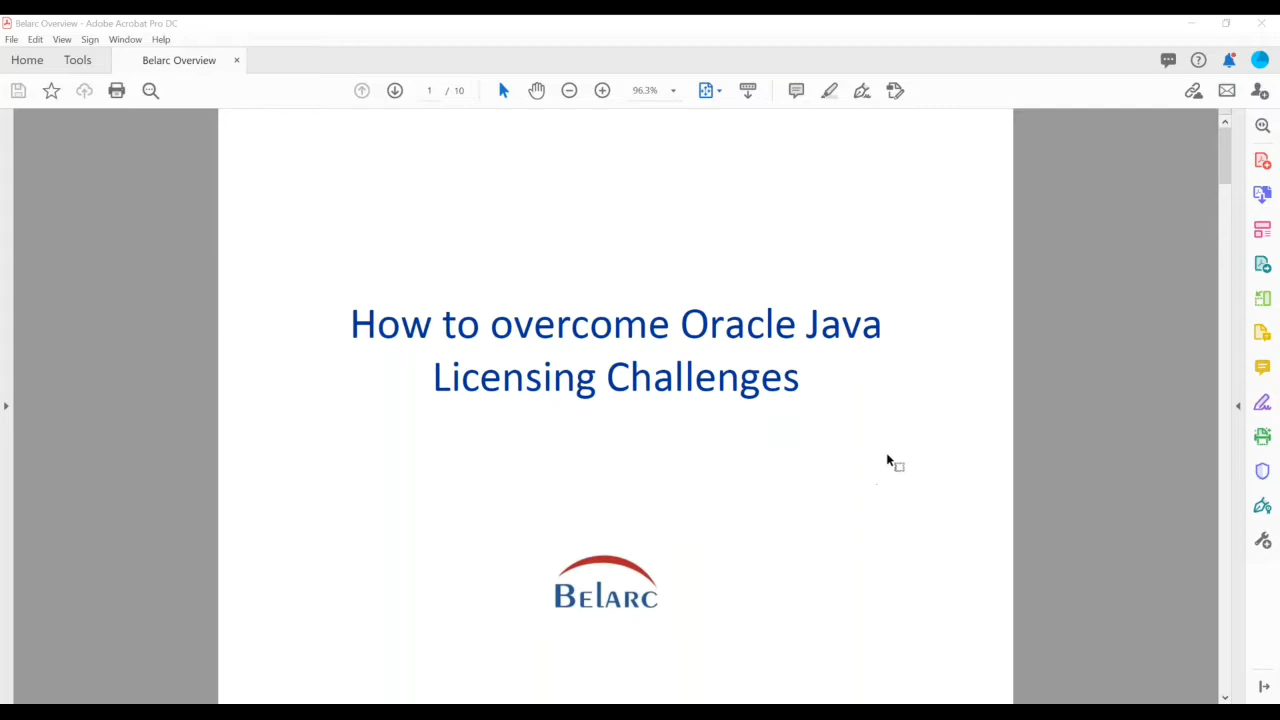 Belarc Overview - Adobe Acrobat Pro DC
File Edit View Sign Window Help
Home Tools Belarc Overview ×
1 / 10 96.3%
How to overcome Oracle Java
Licensing Challenges
BELARC